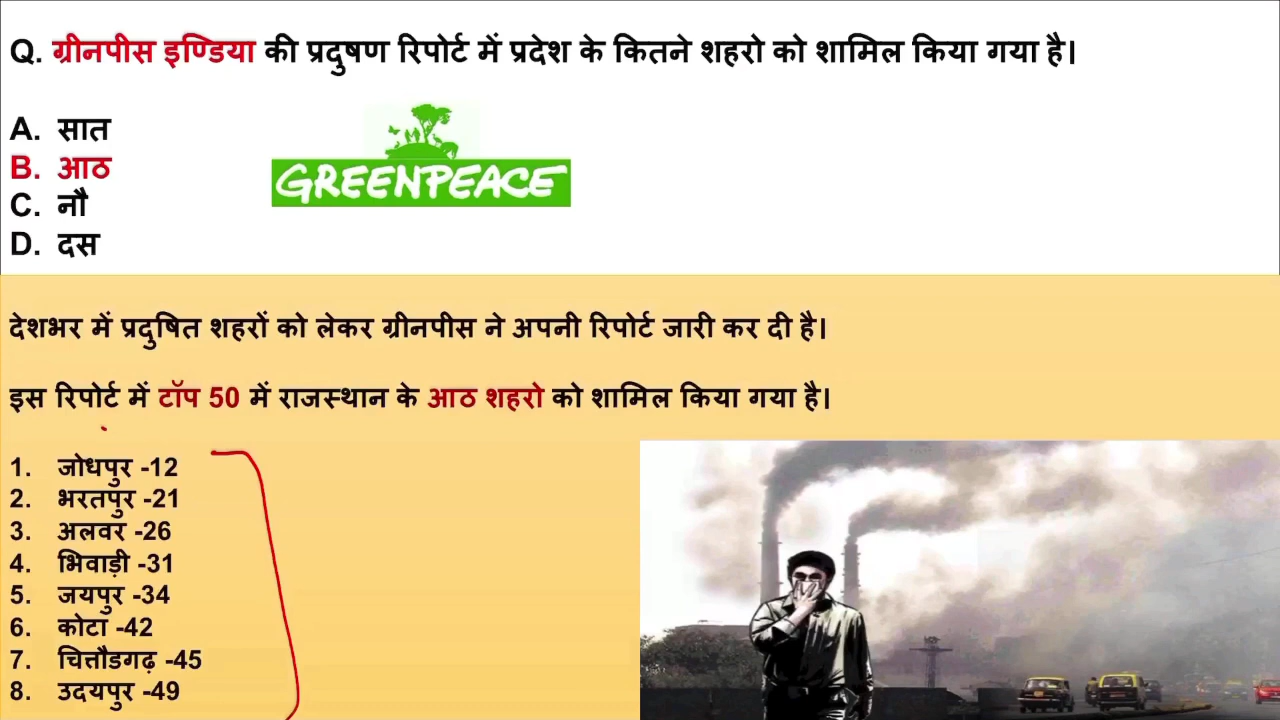 Q. ग्रीनपीस इण्डिया की प्रदुषण रिपोर्ट में प्रदेश के कितने शहरो को शामिल किया गया है।
A. सात
B. आठ
C. नौ
D. दस
GREENPEACE
देशभर में प्रदुषित शहरों को लेकर ग्रीनपीस ने अपनी रिपोर्ट जारी कर दी है।
इस रिपोर्ट में टॉप 50 में राजस्थान के आठ शहरो को शामिल किया गया है।
1. जोधपुर -12
2. भरतपुर -21
3. अलवर -26
4. भिवाड़ी -31
5. जयपुर -34
6. कोटा -42
7. चित्तौडगढ़ -45
8. उदयपुर -49